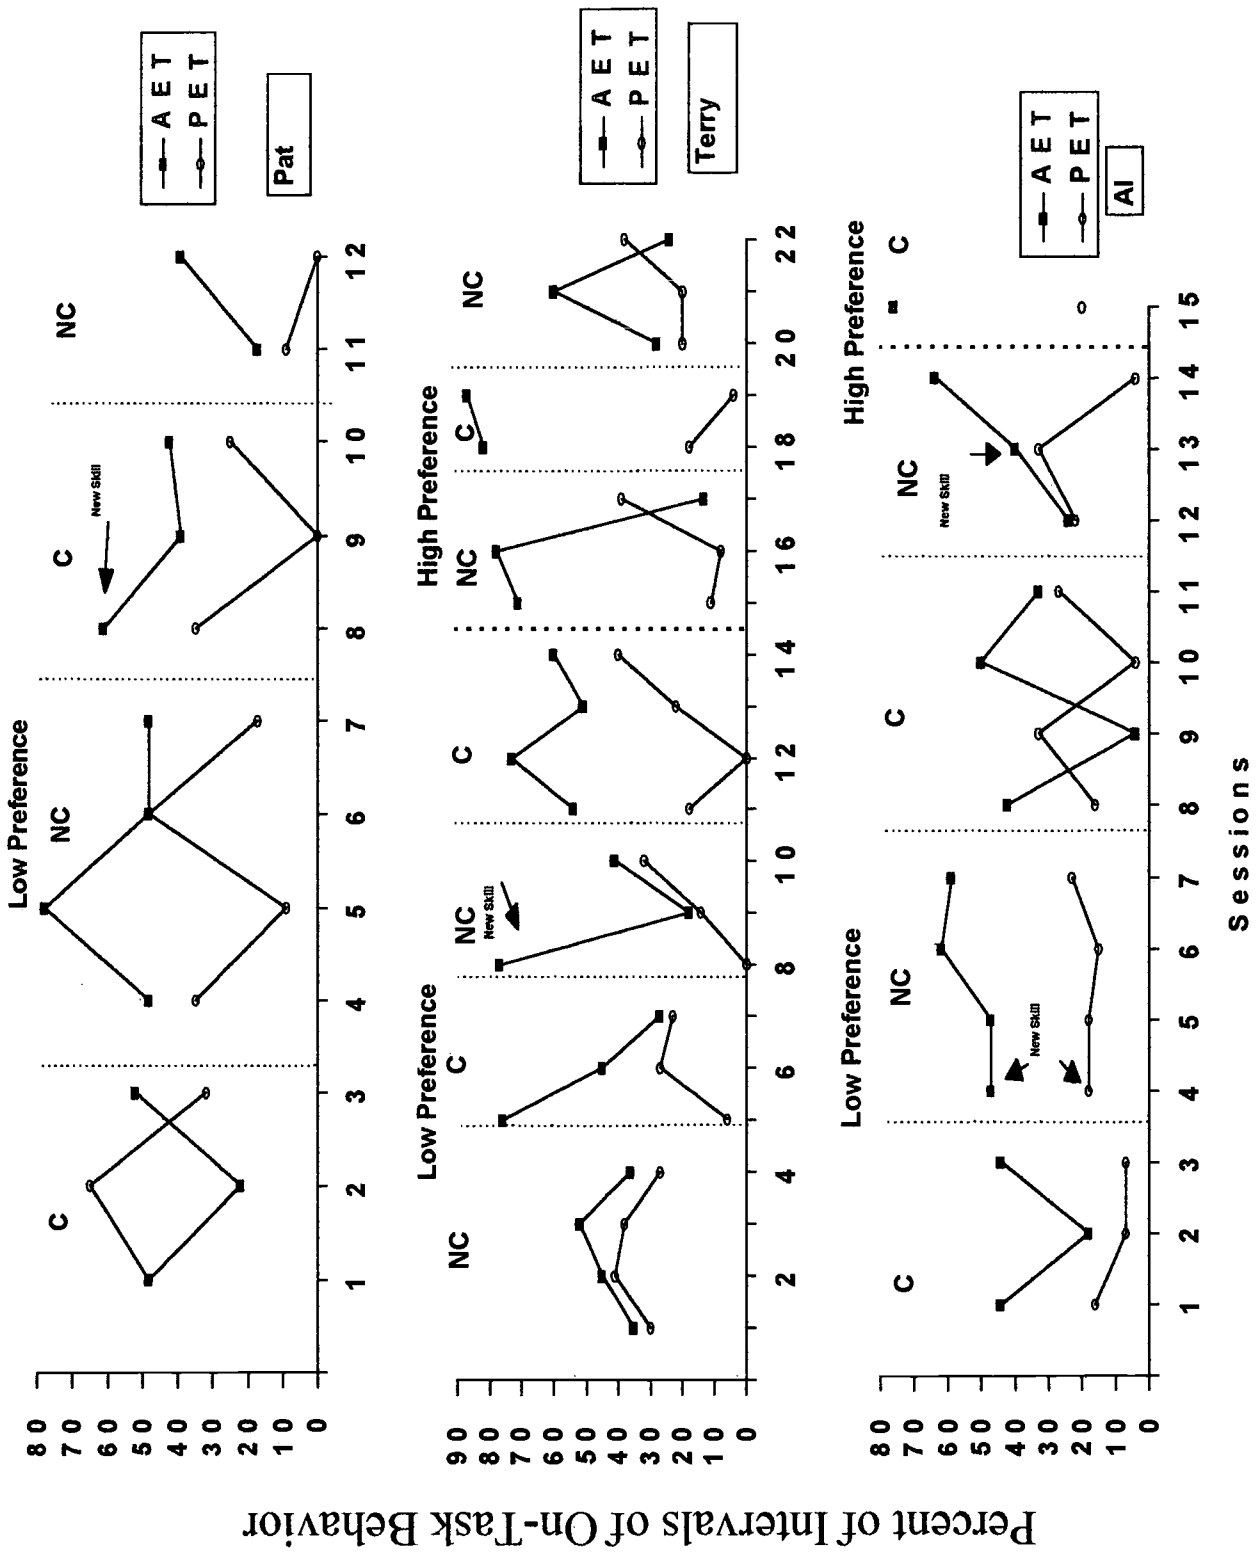 Percent of Intervals of On-Task Behavior
Low Preference
C
NC
C
NC
New Skill
80
70
60
50
40
30
20
10
0
1
2
3
4
5
6
7
8
9
10
11
12
AET
PET
Pat
Low Preference
High Preference
NC
C
NC
C
NC
C
NC
New Skill
90
80
70
60
50
40
30
20
10
0
2
4
6
8
10
12
14
16
18
20
22
AET
PET
Terry
Low Preference
High Preference
C
NC
C
NC
C
New Skill
New Skill
80
70
60
50
40
30
20
10
0
1
2
3
4
5
6
7
8
9
10
11
12
13
14
15
AET
PET
Al
Sessions